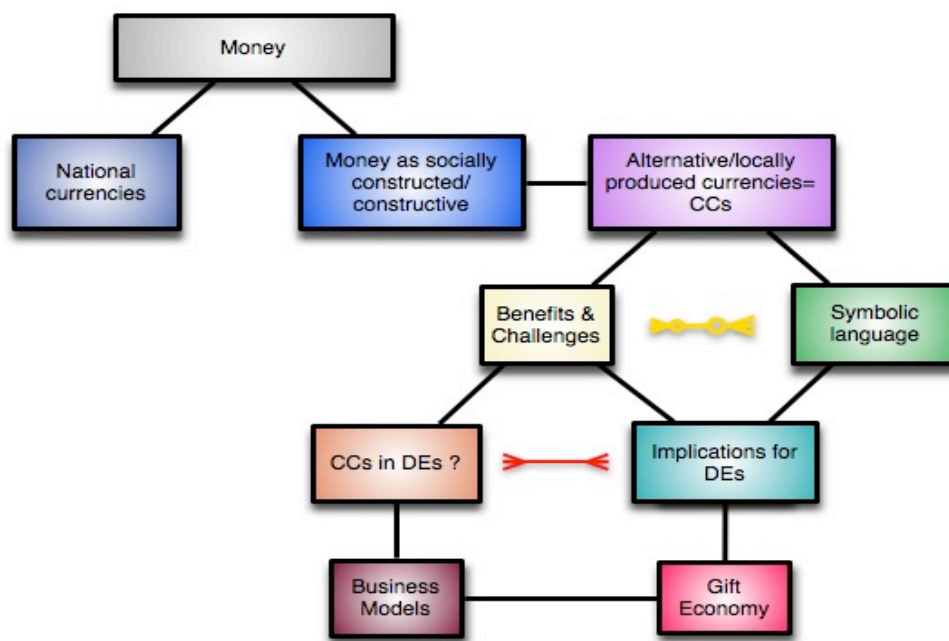 Money
National
currencies
Money as socially
constructed/
constructive
Alternative/locally
produced currencies=
CCs
Benefits &
Challenges
Symbolic
language
CCs in DEs ?
Implications for
DEs
Business
Models
Gift
Economy